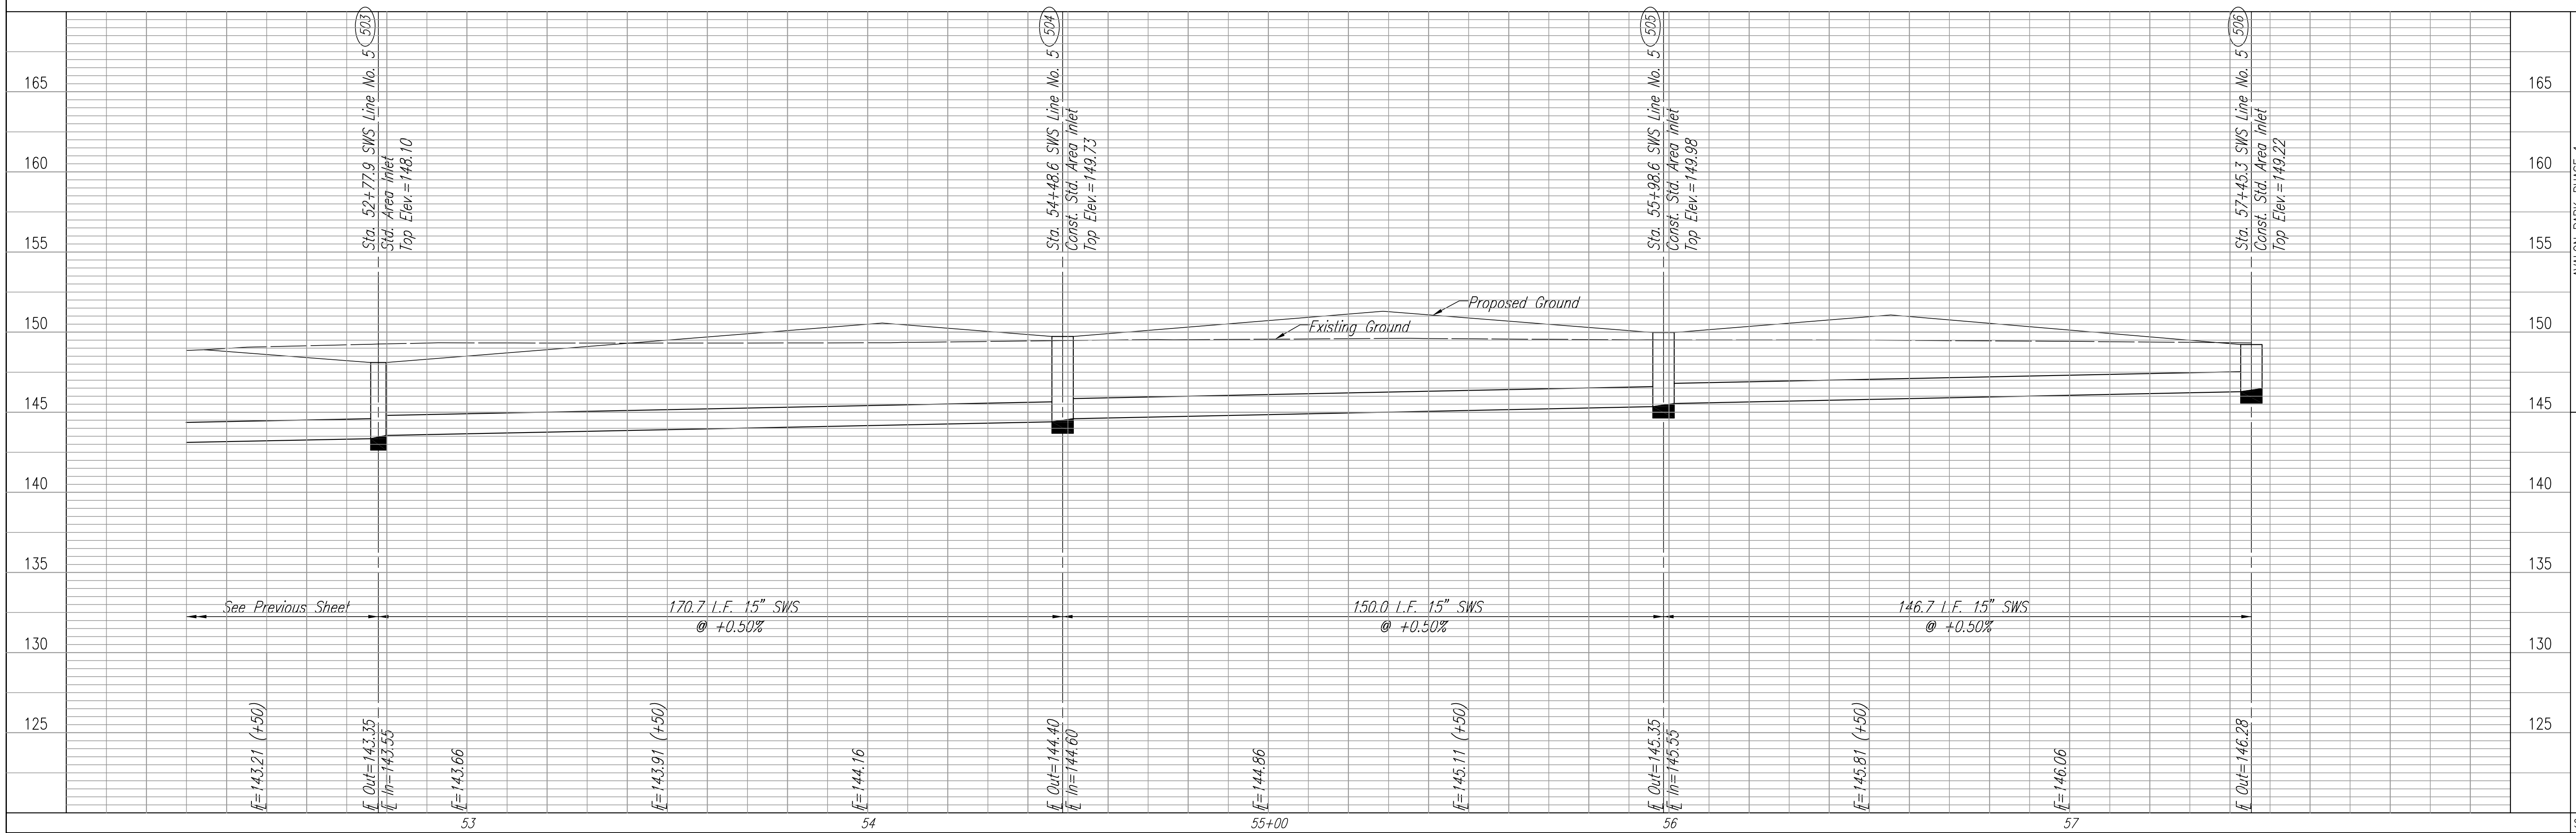 503
Sta. 52+77.9 SWS Line No. 5
Std. Area Inlet
Top Elev.=148.10
504
Sta. 54+48.6 SWS Line No. 5
Const. Std. Area Inlet
Top Elev.=149.73
505
Sta. 55+98.6 SWS Line No. 5
Const. Std. Area Inlet
Top Elev.=149.98
506
Sta. 57+45.3 SWS Line No. 5
Const. Std. Area Inlet
Top Elev.=149.22
165 165
160 160
155 155
150 150
145 145
140 140
135 135
130 130
125 125
Proposed Ground
Existing Ground
See Previous Sheet
170.7 L.F. 15" SWS
@ +0.50%
150.0 L.F. 15" SWS
@ +0.50%
146.7 L.F. 15" SWS
@ +0.50%
℄=143.21 (+50)
℄ Out=143.35
℄ In=143.55
℄=143.66
℄=143.91 (+50)
℄=144.16
℄ Out=144.40
℄ In=144.60
℄=144.86
℄=145.11 (+50)
℄ Out=145.35
℄ In=145.55
℄=145.81 (+50)
℄=146.06
℄ Out=146.28
53 54 55+00 56 57